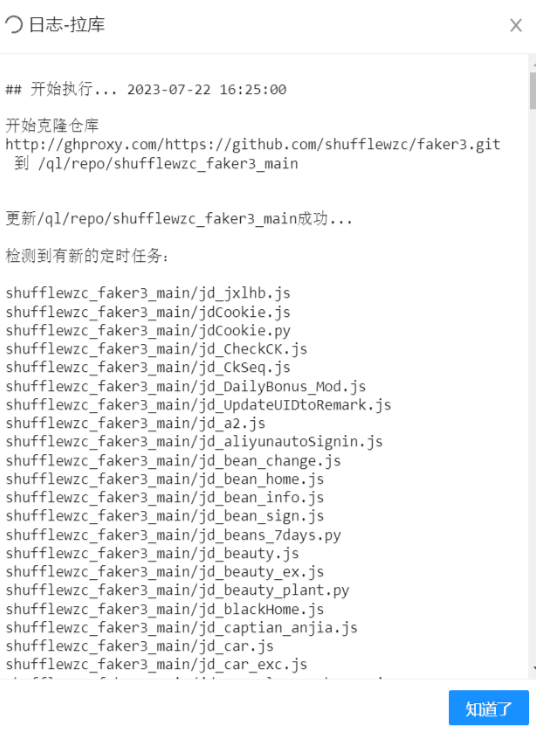 日志-拉库
## 开始执行... 2023-07-22 16:25:00
开始克隆仓库
http://ghproxy.com/https://github.com/shufflewzc/faker3.git
到 /ql/repo/shufflewzc_faker3_main
更新/ql/repo/shufflewzc_faker3_main成功...
检测到有新的定时任务：
shufflewzc_faker3_main/jd_jxlhb.js
shufflewzc_faker3_main/jdCookie.js
shufflewzc_faker3_main/jdCookie.py
shufflewzc_faker3_main/jd_CheckCK.js
shufflewzc_faker3_main/jd_CkSeq.js
shufflewzc_faker3_main/jd_DailyBonus_Mod.js
shufflewzc_faker3_main/jd_UpdateUIDtoRemark.js
shufflewzc_faker3_main/jd_a2.js
shufflewzc_faker3_main/jd_aliyunautoSignin.js
shufflewzc_faker3_main/jd_bean_change.js
shufflewzc_faker3_main/jd_bean_home.js
shufflewzc_faker3_main/jd_bean_info.js
shufflewzc_faker3_main/jd_bean_sign.js
shufflewzc_faker3_main/jd_beans_7days.py
shufflewzc_faker3_main/jd_beauty.js
shufflewzc_faker3_main/jd_beauty_ex.js
shufflewzc_faker3_main/jd_beauty_plant.py
shufflewzc_faker3_main/jd_blackHome.js
shufflewzc_faker3_main/jd_captian_anjia.js
shufflewzc_faker3_main/jd_car.js
shufflewzc_faker3_main/jd_car_exc.js
知道了